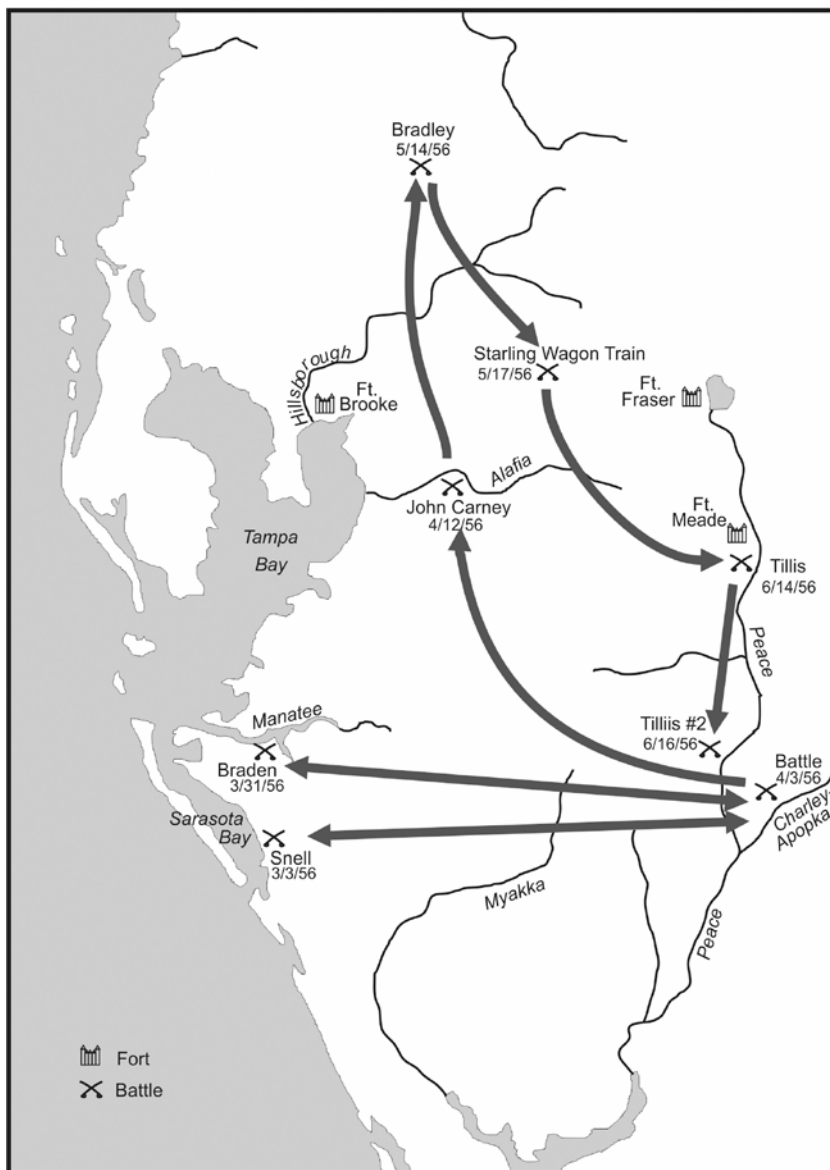 Bradley
5/14/56
Hillsborough
Starling Wagon Train
5/17/56
Ft.
Brooke
Ft.
Fraser
Alafia
John Carney
4/12/56
Ft.
Meade
Tampa
Bay
Tillis
6/14/56
Peace
Manatee
Tilliis #2
6/16/56
Braden
3/31/56
Battle
4/3/56
Charley-
Apopka
Sarasota
Bay
Snell
3/3/56
Myakka
Peace
Fort
Battle